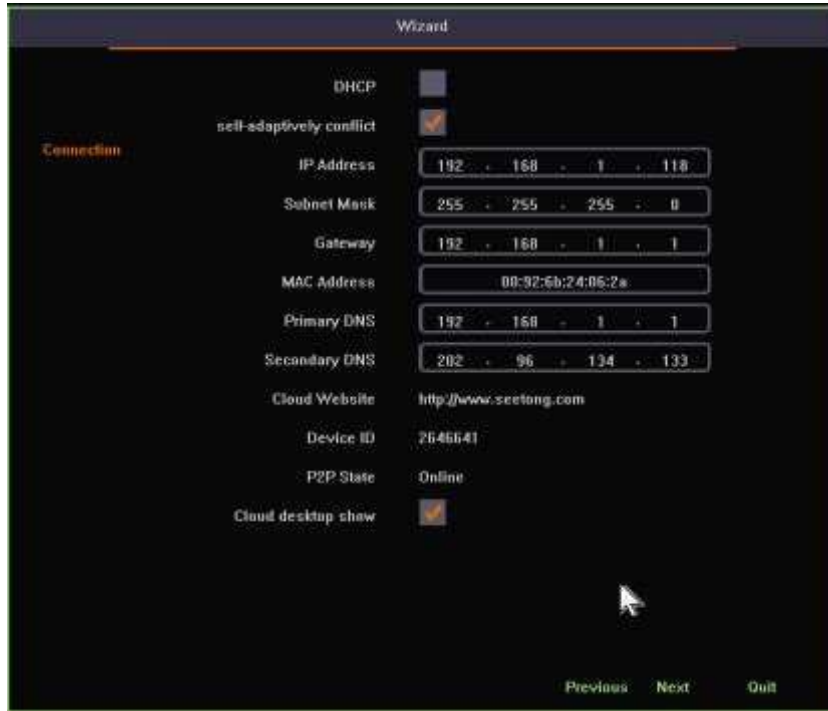 Wizard
DHCP
self-adaptively conflict
Connection
IP Address 192 . 168 . 1 . 118
Subnet Mask 255 . 255 . 255 . 0
Gateway 192 . 168 . 1 . 1
MAC Address 00:92:6b:24:06:2a
Primary DNS 192 . 168 . 1 . 1
Secondary DNS 202 . 96 . 134 . 133
Cloud Website http://www.seetong.com
Device ID 2646641
P2P State Online
Cloud desktop show
Previous Next Quit